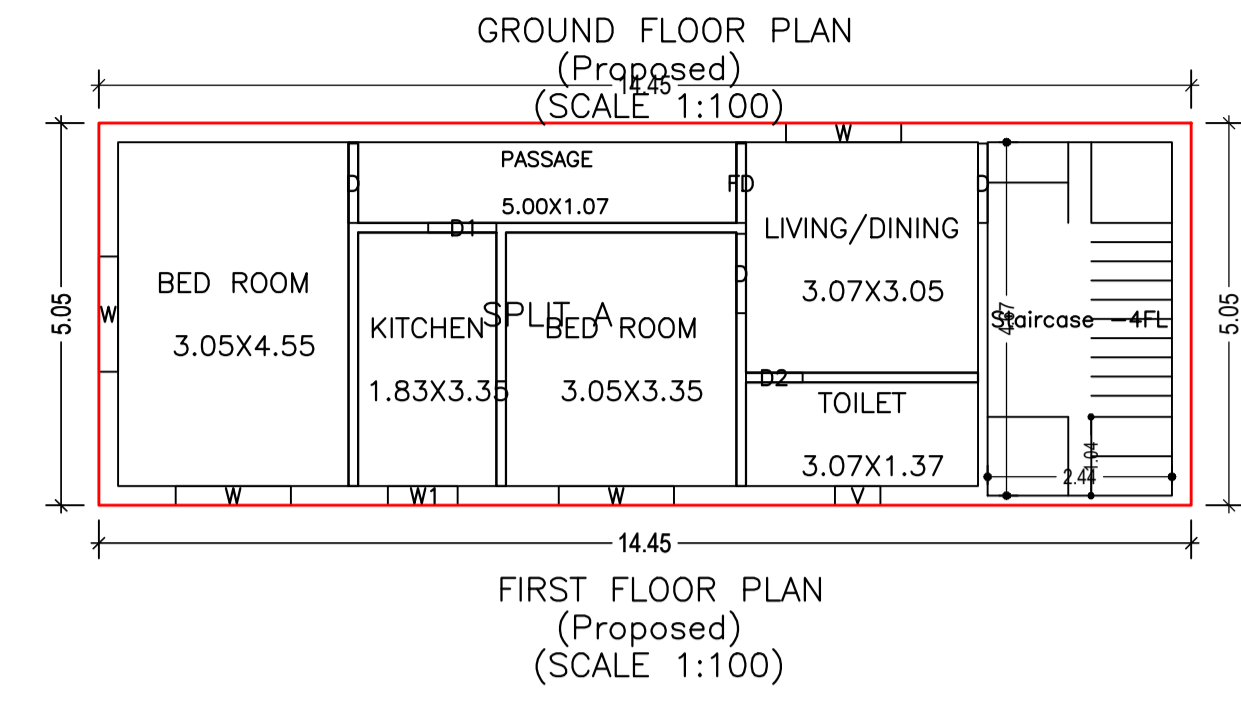 GROUND FLOOR PLAN
(Proposed)
14.45
(SCALE 1:100)
W
PASSAGE
D
FD
D
5.00X1.07
D1
LIVING/DINING
D
BED ROOM
3.07X3.05
5.05
W
SPLIT A
KITCHEN
BED ROOM
Staircase -4FL
5.05
3.05X4.55
1.83X3.35
3.05X3.35
D2
TOILET
3.07X1.37
1.04
2.44
W
W1
W
V
14.45
FIRST FLOOR PLAN
(Proposed)
(SCALE 1:100)